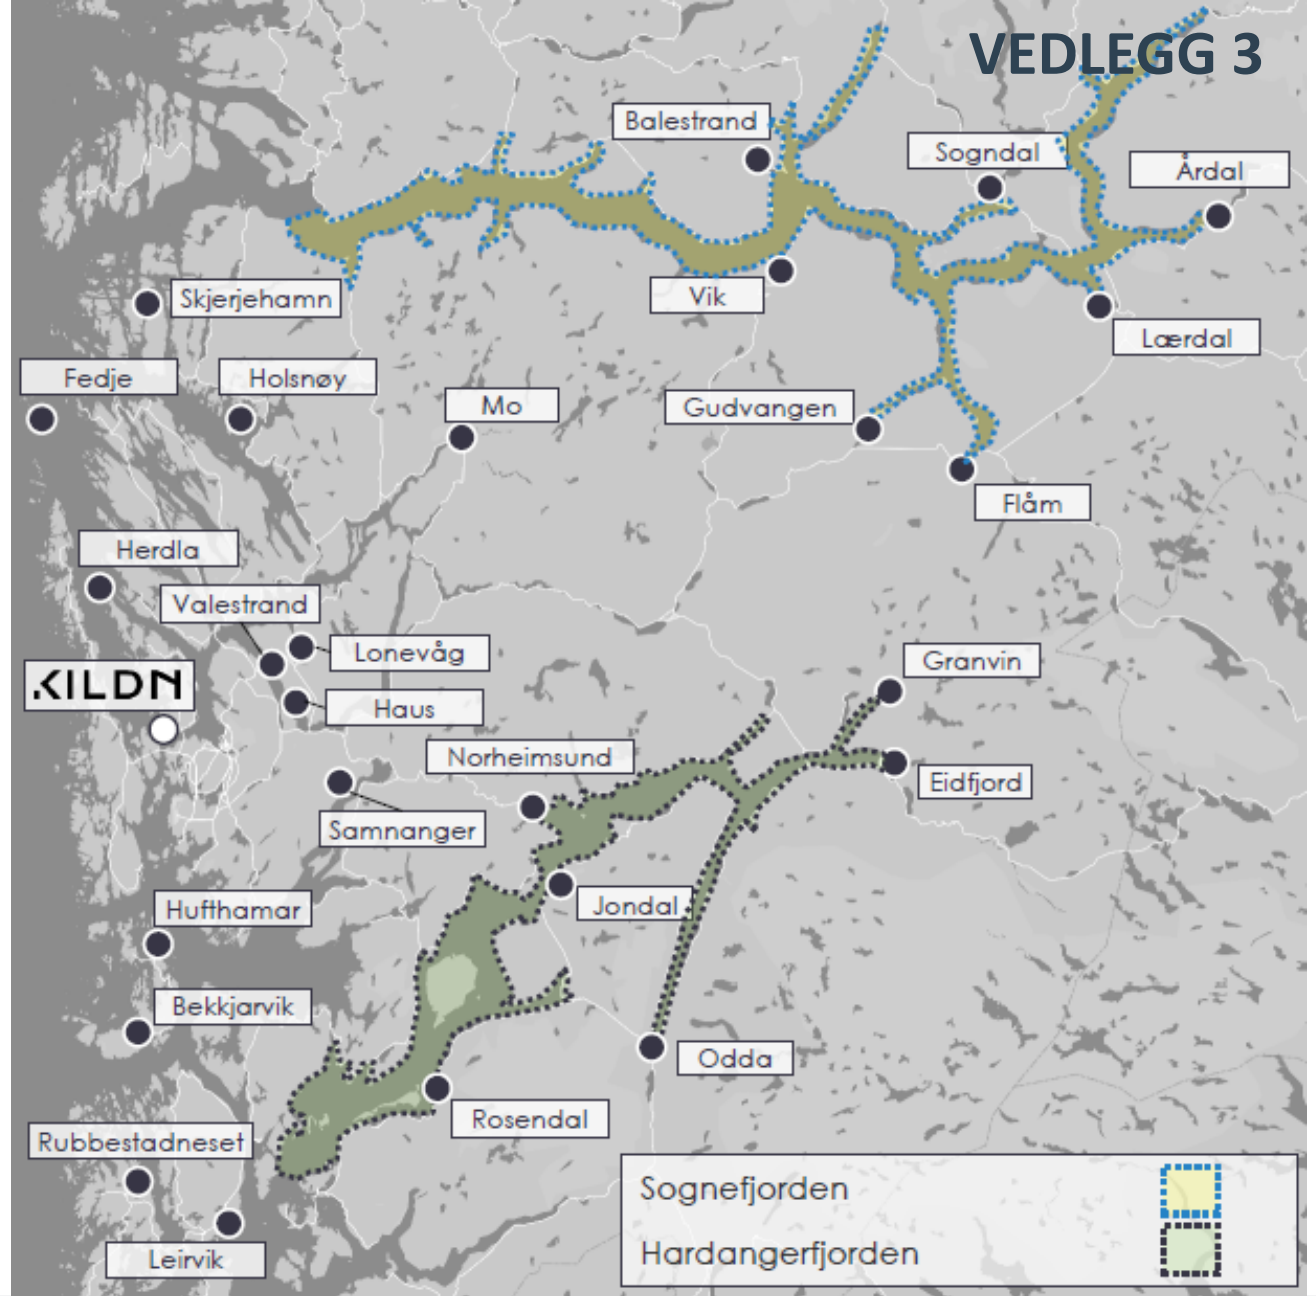 VEDLEGG 3
Balestrand
Sogndal
Årdal
Skjerjehamn
Vik
Lærdal
Fedje
Holsnøy
Mo
Gudvangen
Flåm
Herdla
Valestrand
Lonevåg
Granvin
KILDN
Haus
Norheimsund
Eidfjord
Samnanger
Jondal
Hufthamar
Bekkjarvik
Odda
Rosendal
Rubbestadneset
Leirvik
Sognefjorden
Hardangerfjorden